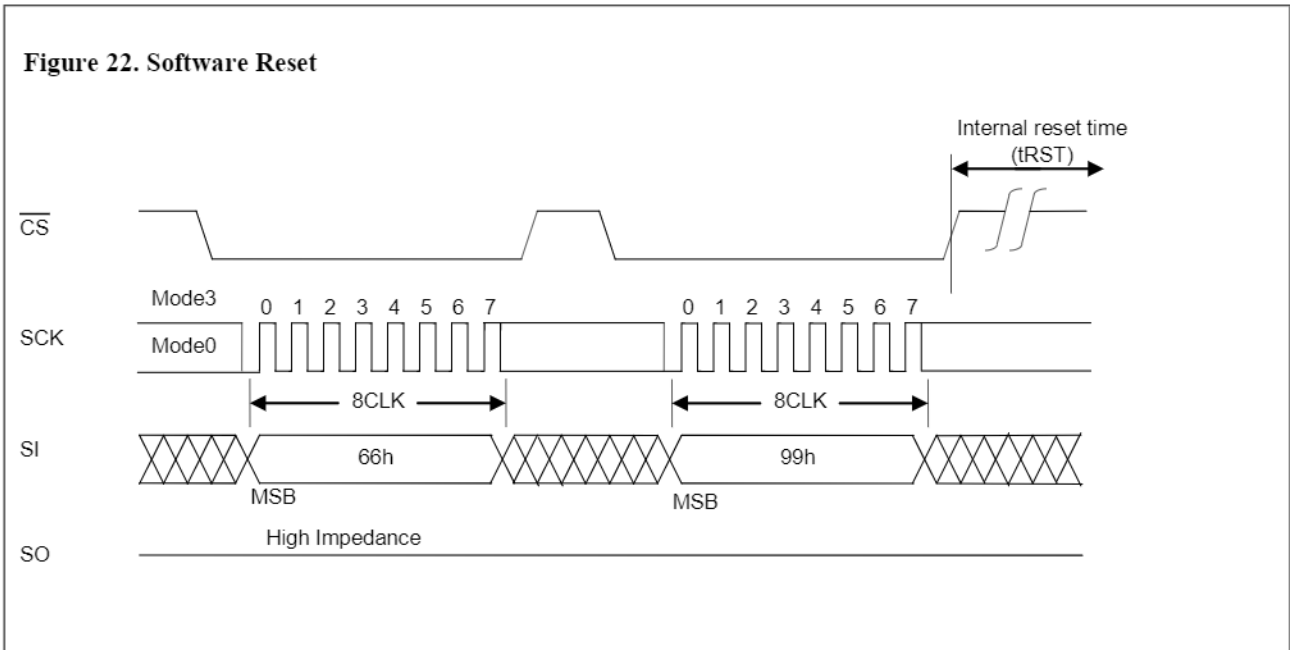 Figure 22. Software Reset
Internal reset time
(tRST)
CS
Mode3
0 1 2 3 4 5 6 7
0 1 2 3 4 5 6 7
SCK
Mode0
8CLK
8CLK
SI
66h
99h
MSB
MSB
High Impedance
SO